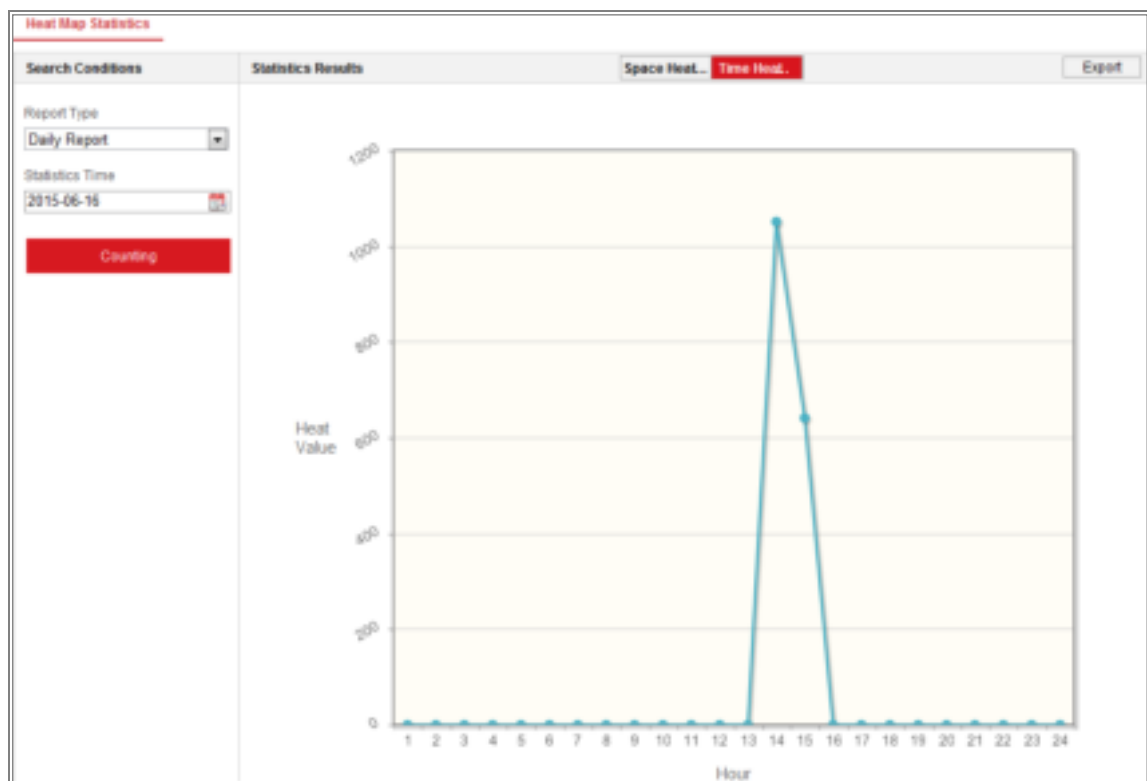 Heat Map Statistics
Search Conditions
Statistics Results
Space Heat... Time Heat..
Export
Report Type
Daily Report
Statistics Time
2015-06-16
Counting
1200
1000
800
Heat
Value
600
400
200
0
1 2 3 4 5 6 7 8 9 10 11 12 13 14 15 16 17 18 19 20 21 22 23 24
Hour